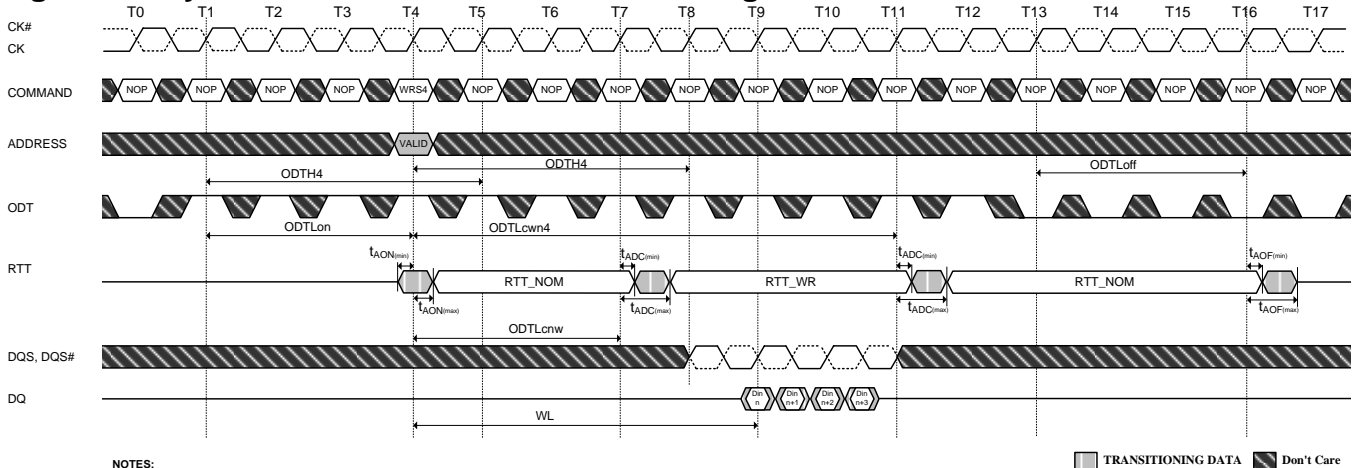 T0 T1 T2 T3 T4 T5 T6 T7 T8 T9 T10 T11 T12 T13 T14 T15 T16 T17
CK#
CK
COMMAND NOP NOP NOP NOP WRS4 NOP NOP NOP NOP NOP NOP NOP NOP NOP NOP NOP NOP NOP
ADDRESS VALID
ODTH4 ODTH4 ODTLoff
ODT
ODTLon ODTLcwn4
tAON(min) tADC(min) tADC(min) tAOF(min)
RTT RTT_NOM RTT_WR RTT_NOM
tAON(max) tADC(max) tADC(max) tAOF(max)
ODTLcnw
DQS, DQS#
DQ Din n Din n+1 Din n+2 Din n+3
WL
NOTES: TRANSITIONING DATA Don't Care